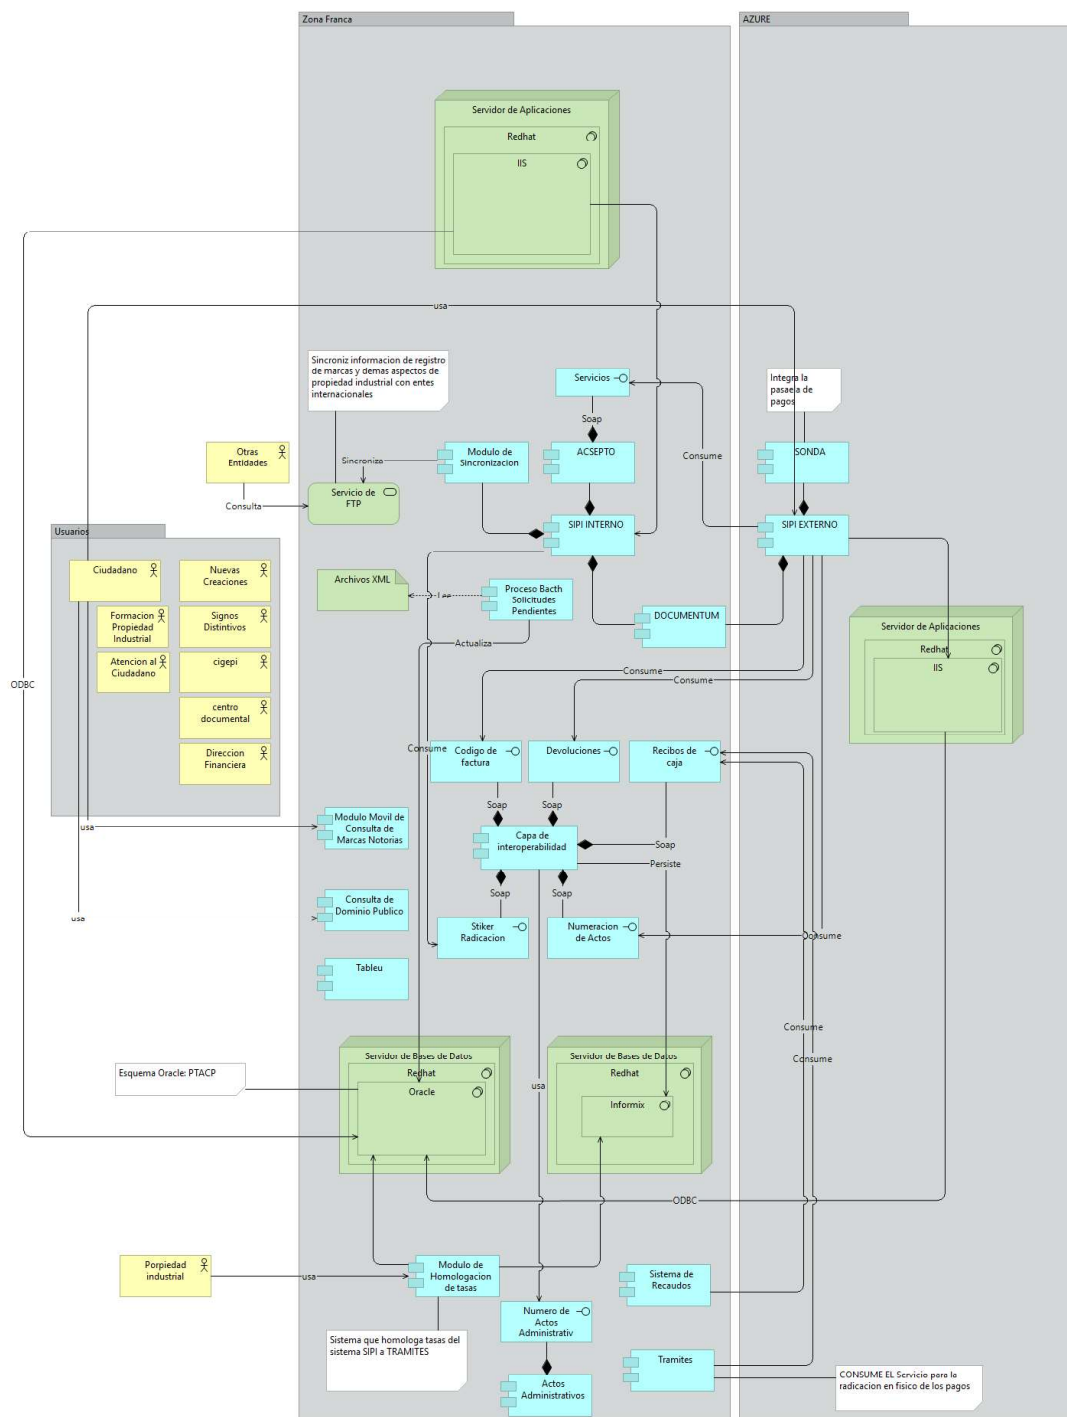 Zona Franca
AZURE
Servidor de Aplicaciones
Redhat
IIS
usa
Sincroniz informacion de registro
de marcas y demas aspectos de
propiedad industrial con entes
internacionales
Servicios
Soap
Integra la
pasaela de
pagos
Consume
Otras
Entidades
Sincroniza
Modulo de
Sincronizacion
ACSEPTO
SONDA
Servicio de
FTP
Consulta
SIPI INTERNO
SIPI EXTERNO
Usuarios
Ciudadano
Nuevas
Creaciones
Archivos XML
Lee
Proceso Bacth
Solicitudes
Pendientes
Formacion
Propiedad
Industrial
Signos
Distintivos
DOCUMENTUM
Servidor de Aplicaciones
Redhat
IIS
Actualiza
Atencion al
Ciudadano
cigepi
Consume
Consume
ODBC
centro
documental
Direccion
Financiera
Consume
Codigo de
factura
Devoluciones
Recibos de
caja
Soap
Soap
usa
Modulo Movil de
Consulta de
Marcas Notorias
Capa de
interoperabilidad
Soap
Persiste
Soap
Soap
Consulta de
Dominio Publico
usa
Stiker
Radicacion
Numeracion
de Actos
Consume
Tableu
Consume
Consume
Servidor de Bases de Datos
Redhat
Oracle
Servidor de Bases de Datos
Redhat
Informix
Esquema Oracle: PTACP
usa
ODBC
Porpiedad
industrial
usa
Modulo de
Homologacion
de tasas
Sistema de
Recaudos
Numero de
Actos
Administrativ
Sistema que homologa tasas del
sistema SIPI a TRAMITES
Tramites
Actos
Administrativos
CONSUME EL Servicio para la
radicacion en fisico de los pagos